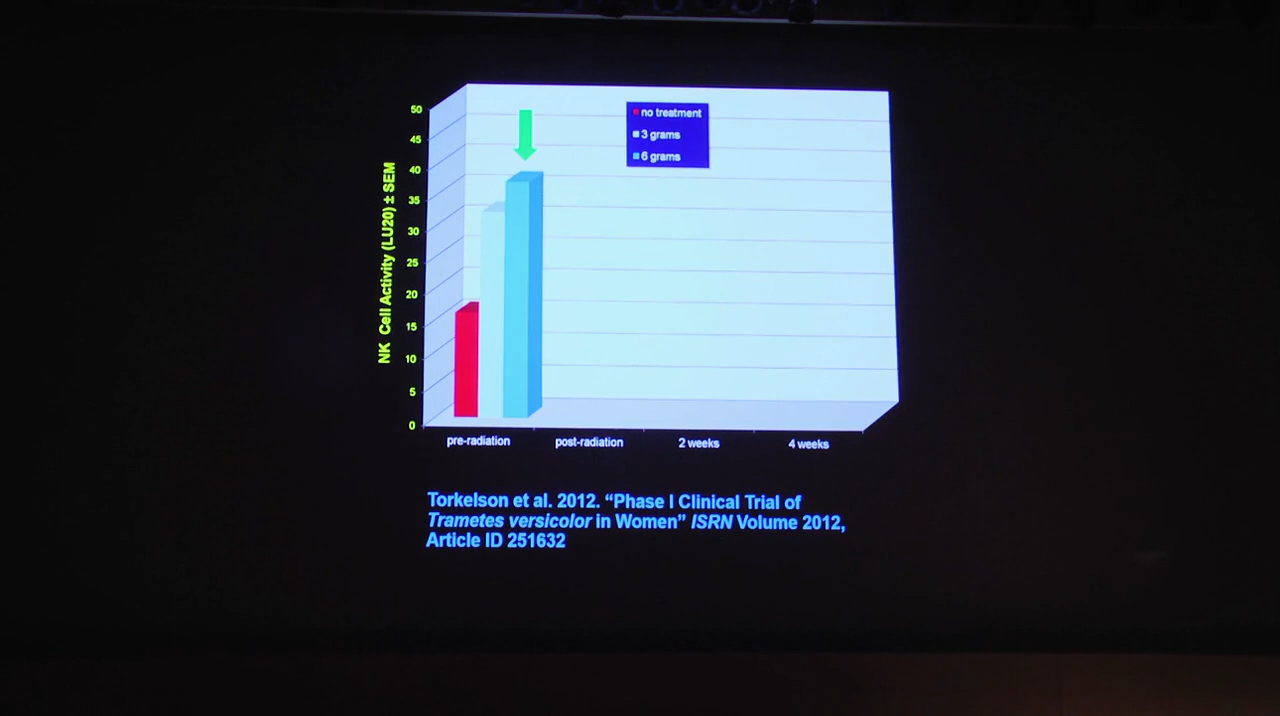 50
45
40
35
30
25
20
15
10
5
0
NK Cell Activity (LU20) ± SEM
no treatment
3 grams
6 grams
pre-radiation
post-radiation
2 weeks
4 weeks
Torkelson et al. 2012. “Phase I Clinical Trial of
Trametes versicolor in Women” ISRN Volume 2012,
Article ID 251632